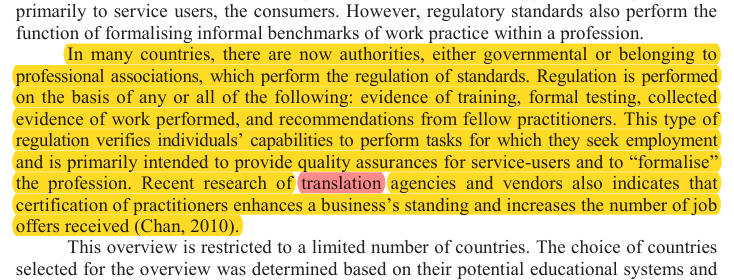 primarily to service users, the consumers. However, regulatory standards also perform the
function of formalising informal benchmarks of work practice within a profession.
In many countries, there are now authorities, either governmental or belonging to
professional associations, which perform the regulation of standards. Regulation is performed
on the basis of any or all of the following: evidence of training, formal testing, collected
evidence of work performed, and recommendations from fellow practitioners. This type of
regulation verifies individuals’ capabilities to perform tasks for which they seek employment
and is primarily intended to provide quality assurances for service-users and to “formalise”
the profession. Recent research of translation agencies and vendors also indicates that
certification of practitioners enhances a business’s standing and increases the number of job
offers received (Chan, 2010).
This overview is restricted to a limited number of countries. The choice of countries
selected for the overview was determined based on their potential educational systems and